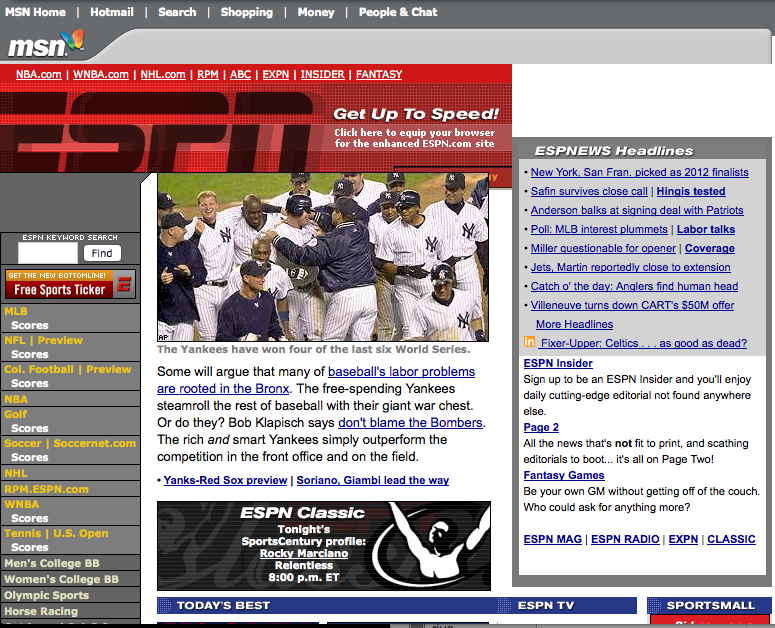 MSN Home | Hotmail | Search | Shopping | Money | People & Chat
msn
NBA.com | WNBA.com | NHL.com | RPM | ABC | EXPN | INSIDER | FANTASY
ESPN
Get Up To Speed!
Click here to equip your browser
for the enhanced ESPN.com site
ESPN KEYWORD SEARCH
Find
GET THE NEW BOTTOMLINE!
Free Sports Ticker
MLB
Scores
NFL | Preview
Scores
Col. Football | Preview
Scores
NBA
Golf
Scores
Soccer | Soccernet.com
Scores
NHL
RPM.ESPN.com
WNBA
Scores
Tennis | U.S. Open
Scores
Men's College BB
Women's College BB
Olympic Sports
Horse Racing
AP
The Yankees have won four of the last six World Series.
Some will argue that many of baseball's labor problems
are rooted in the Bronx. The free-spending Yankees
steamroll the rest of baseball with their giant war chest.
Or do they? Bob Klapisch says don't blame the Bombers.
The rich and smart Yankees simply outperform the
competition in the front office and on the field.
• Yanks-Red Sox preview | Soriano, Giambi lead the way
ESPN Classic
Tonight's
SportsCentury profile:
Rocky Marciano
Relentless
8:00 p.m. ET
ESPNEWS Headlines
• New York, San Fran. picked as 2012 finalists
• Safin survives close call | Hingis tested
• Anderson balks at signing deal with Patriots
• Poll: MLB interest plummets | Labor talks
• Miller questionable for opener | Coverage
• Jets, Martin reportedly close to extension
• Catch o' the day: Anglers find human head
• Villeneuve turns down CART's $50M offer
More Headlines
in Fixer-Upper: Celtics . . . as good as dead?
ESPN Insider
Sign up to be an ESPN Insider and you'll enjoy
daily cutting-edge editorial not found anywhere
else.
Page 2
All the news that's not fit to print, and scathing
editorials to boot... it's all on Page Two!
Fantasy Games
Be your own GM without getting off of the couch.
Who could ask for anything more?
ESPN MAG | ESPN RADIO | EXPN | CLASSIC
TODAY'S BEST
ESPN TV
SPORTSMALL